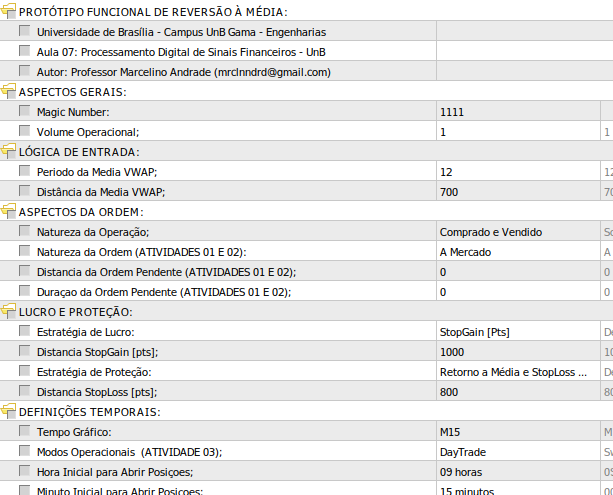 PROTÓTIPO FUNCIONAL DE REVERSÃO À MÉDIA:
Universidade de Brasília - Campus UnB Gama - Engenharias
Aula 07: Processamento Digital de Sinais Financeiros - UnB
Autor: Professor Marcelino Andrade (mrclnndrd@gmail.com)
ASPECTOS GERAIS:
Magic Number: 1111
Volume Operacional; 1 1
LÓGICA DE ENTRADA:
Periodo da Media VWAP; 12 12
Distância da Media VWAP; 700 70
ASPECTOS DA ORDEM:
Natureza da Operação; Comprado e Vendido So
Natureza da Ordem (ATIVIDADES 01 E 02): A Mercado A
Distancia da Ordem Pendente (ATIVIDADES 01 E 02); 0 0
Duraçao da Ordem Pendente (ATIVIDADES 01 E 02); 0 0
LUCRO E PROTEÇÃO:
Estratégia de Lucro: StopGain [Pts] De
Distancia StopGain [pts]; 1000 10
Estratégia de Proteção: Retorno a Média e StopLoss ... De
Distancia StopLoss [pts]; 800 80
DEFINIÇÕES TEMPORAIS:
Tempo Gráfico: M15 M
Modos Operacionais (ATIVIDADE 03); DayTrade Sw
Hora Inicial para Abrir Posiçoes; 09 horas 09
Minuto Inicial para Abrir Posiçoes; 15 minutos 00